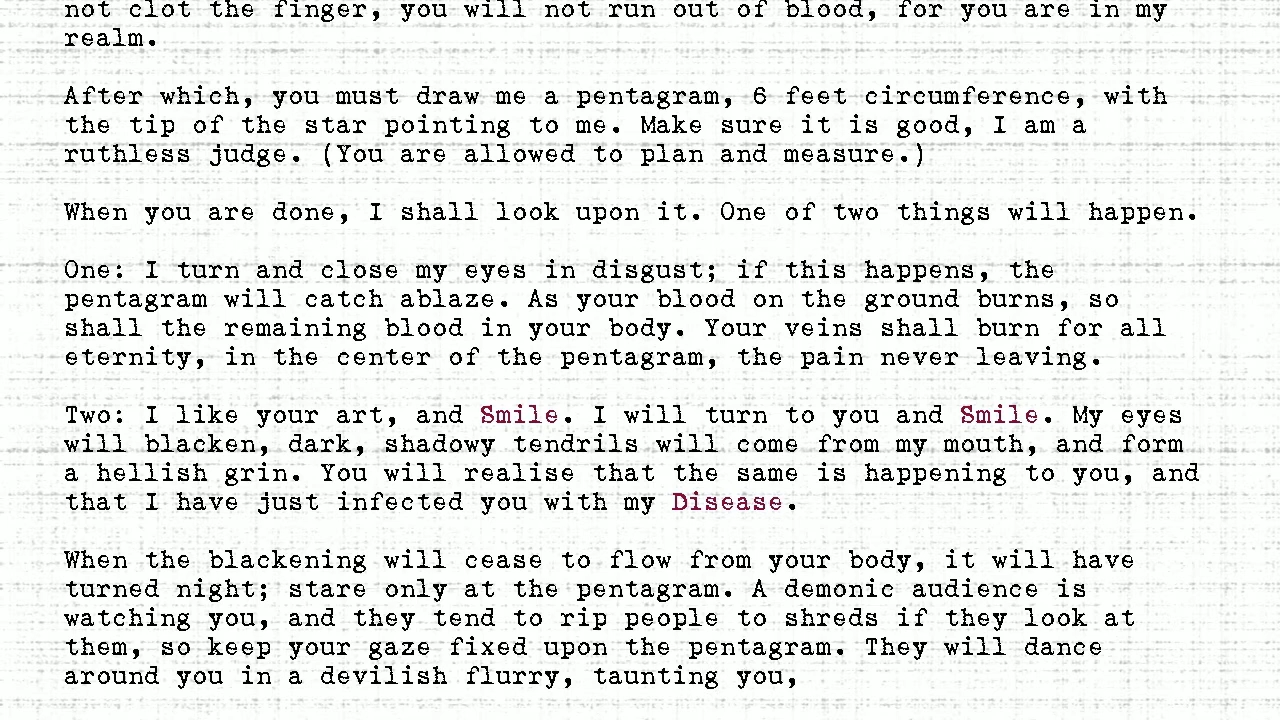 not clot the finger, you will not run out of blood, for you are in my
realm.
After which, you must draw me a pentagram, 6 feet circumference, with
the tip of the star pointing to me. Make sure it is good, I am a
ruthless judge. (You are allowed to plan and measure.)
When you are done, I shall look upon it. One of two things will happen.
One: I turn and close my eyes in disgust; if this happens, the
pentagram will catch ablaze. As your blood on the ground burns, so
shall the remaining blood in your body. Your veins shall burn for all
eternity, in the center of the pentagram, the pain never leaving.
Two: I like your art, and Smile. I will turn to you and Smile. My eyes
will blacken, dark, shadowy tendrils will come from my mouth, and form
a hellish grin. You will realise that the same is happening to you, and
that I have just infected you with my Disease.
When the blackening will cease to flow from your body, it will have
turned night; stare only at the pentagram. A demonic audience is
watching you, and they tend to rip people to shreds if they look at
them, so keep your gaze fixed upon the pentagram. They will dance
around you in a devilish flurry, taunting you,